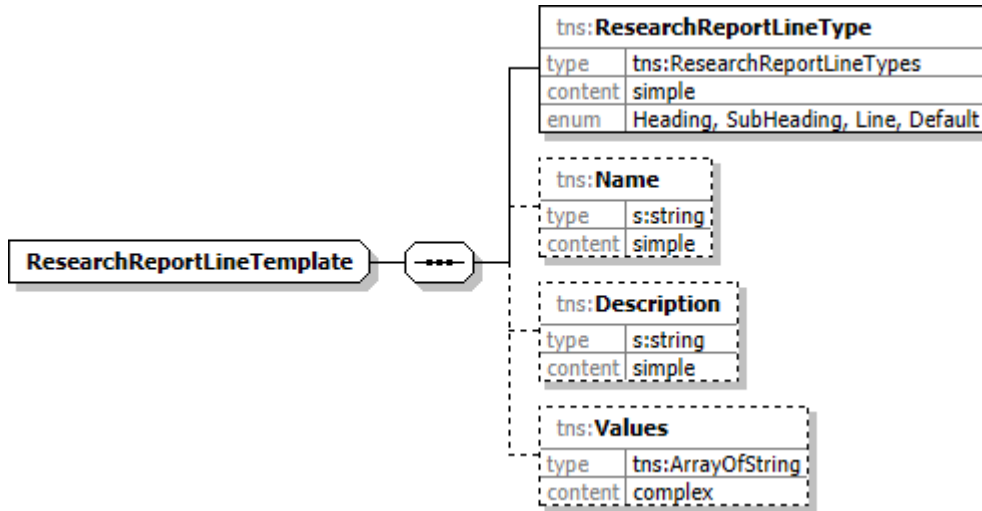 tns:ResearchReportLineType
type tns:ResearchReportLineTypes
content simple
enum Heading, SubHeading, Line, Default
tns:Name
type s:string
content simple
ResearchReportLineTemplate
tns:Description
type s:string
content simple
tns:Values
type tns:ArrayOfString
content complex